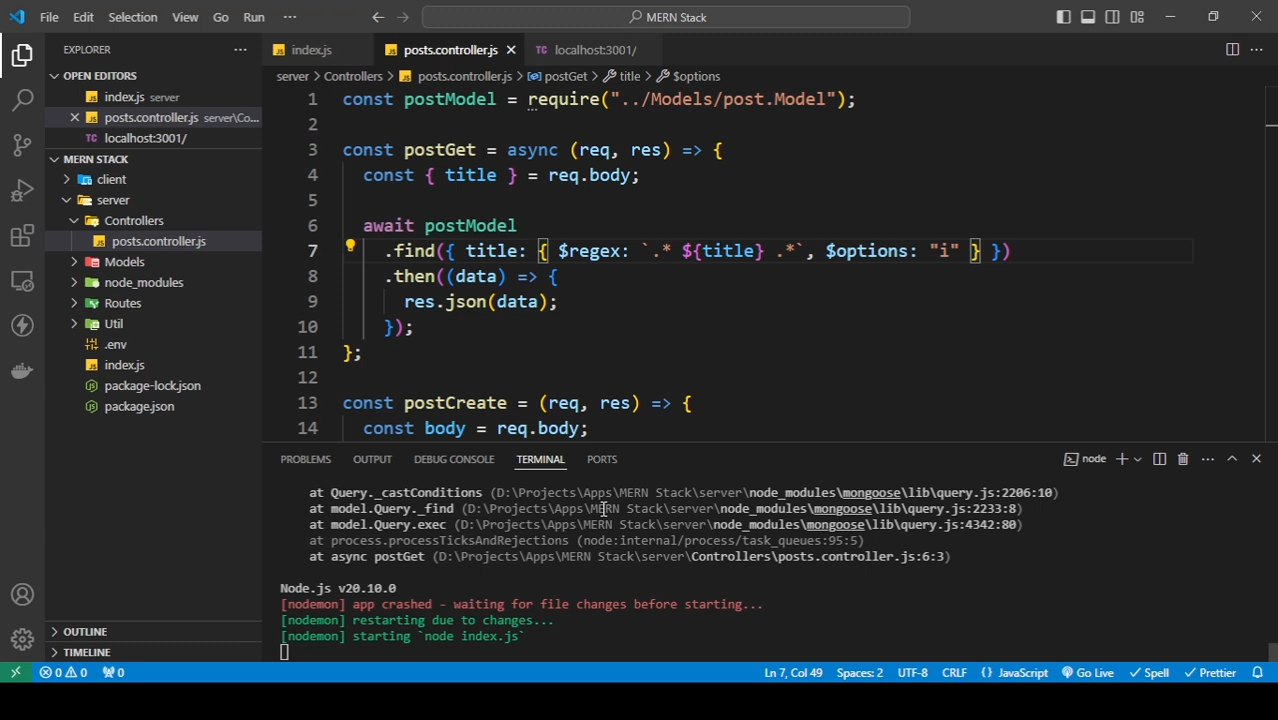 File Edit Selection View Go Run ··· MERN Stack
EXPLORER ···
OPEN EDITORS
index.js server
posts.controller.js server\Co...
TC localhost:3001/
MERN STACK
client
server
Controllers
posts.controller.js
Models
node_modules
Routes
Util
.env
index.js
package-lock.json
package.json
OUTLINE
TIMELINE
index.js posts.controller.js TC localhost:3001/
server > Controllers > posts.controller.js > postGet > title > $options
1 const postModel = require("../Models/post.Model");
2
3 const postGet = async (req, res) => {
4 const { title } = req.body;
5
6 await postModel
7 .find({ title: { $regex: `.* ${title} .*`, $options: "i" } })
8 .then((data) => {
9 res.json(data);
10 });
11 };
12
13 const postCreate = (req, res) => {
14 const body = req.body;
PROBLEMS OUTPUT DEBUG CONSOLE TERMINAL PORTS node
at Query._castConditions (D:\Projects\Apps\MERN Stack\server\node_modules\mongoose\lib\query.js:2206:10)
at model.Query._find (D:\Projects\Apps\MERN Stack\server\node_modules\mongoose\lib\query.js:2233:8)
at model.Query.exec (D:\Projects\Apps\MERN Stack\server\node_modules\mongoose\lib\query.js:4342:80)
at process.processTicksAndRejections (node:internal/process/task_queues:95:5)
at async postGet (D:\Projects\Apps\MERN Stack\server\Controllers\posts.controller.js:6:3)
Node.js v20.10.0
[nodemon] app crashed - waiting for file changes before starting...
[nodemon] restarting due to changes...
[nodemon] starting `node index.js`
0 0 0 Ln 7, Col 49 Spaces: 2 UTF-8 CRLF {} JavaScript Go Live Spell Prettier